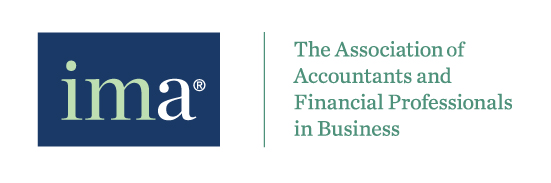 ima®
The Association of
Accountants and
Financial Professionals
in Business